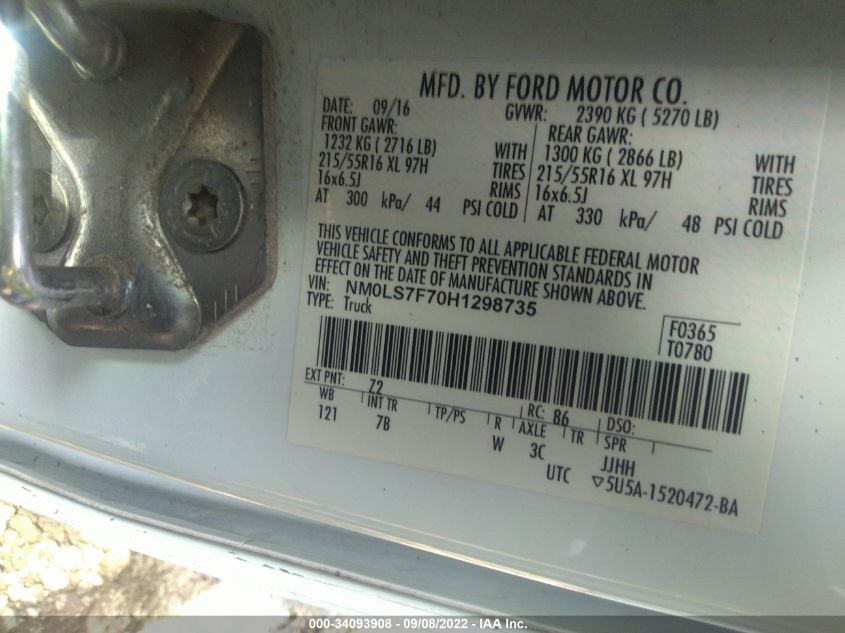 MFD. BY FORD MOTOR CO.
DATE: 09/16 GVWR: 2390 KG ( 5270 LB)
FRONT GAWR: REAR GAWR:
1232 KG ( 2716 LB) WITH 1300 KG ( 2866 LB) WITH
215/55R16 XL 97H TIRES 215/55R16 XL 97H TIRES
16x6.5J RIMS 16x6.5J RIMS
AT 300 kPa/ 44 PSI COLD AT 330 kPa/ 48 PSI COLD
THIS VEHICLE CONFORMS TO ALL APPLICABLE FEDERAL MOTOR
VEHICLE SAFETY AND THEFT PREVENTION STANDARDS IN
EFFECT ON THE DATE OF MANUFACTURE SHOWN ABOVE.
VIN: NM0LS7F70H1298735
TYPE: Truck
F0365
T0780
EXT PNT: Z2 RC: 86 DSO:
WB INT TR TP/PS R AXLE TR SPR
121 7B W 3C JJHH
UTC ▽5U5A-1520472-BA
000-34093908 - 09/08/2022 - IAA Inc.